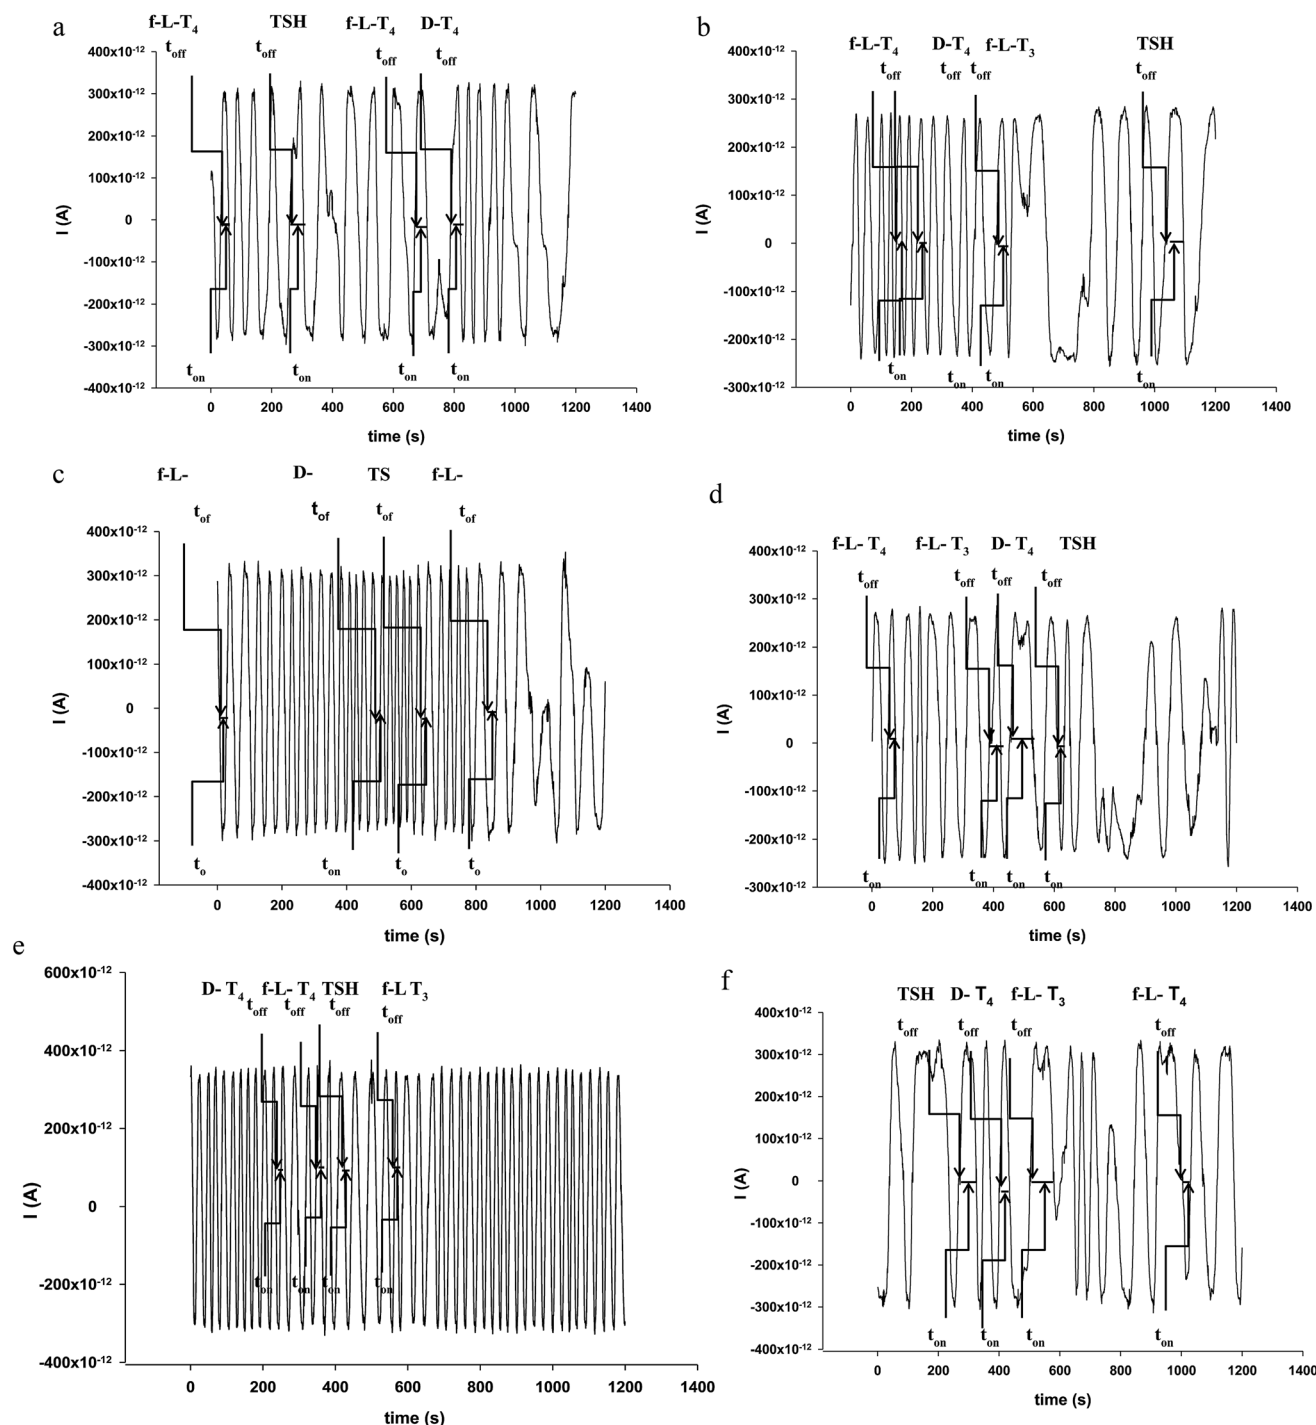 a
f-L-T4 TSH f-L-T4 D-T4
toff toff toff toff
400x10-12
300x10-12
200x10-12
100x10-12
0
-100x10-12
-200x10-12
-300x10-12
-400x10-12
I (A)
ton ton ton ton
0 200 400 600 800 1000 1200 1400
time (s)
b
f-L-T4 D-T4 f-L-T3 TSH
toff toff toff toff
400x10-12
300x10-12
200x10-12
100x10-12
0
-100x10-12
-200x10-12
-300x10-12
I (A)
ton ton ton ton
0 200 400 600 800 1000 1200 1400
time (s)
c
f-L- D- TS f-L-
tof tof tof tof
400x10-12
300x10-12
200x10-12
100x10-12
0
-100x10-12
-200x10-12
-300x10-12
-400x10-12
I (A)
to ton to to
0 200 400 600 800 1000 1200 1400
time (s)
d
f-L- T4 f-L- T3 D- T4 TSH
toff toff toff toff
400x10-12
300x10-12
200x10-12
100x10-12
0
-100x10-12
-200x10-12
-300x10-12
I (A)
ton ton ton ton
0 200 400 600 800 1000 1200 1400
time (s)
e
D- T4 f-L- T4 TSH f-L T3
toff toff toff toff
600x10-12
400x10-12
200x10-12
0
-200x10-12
-400x10-12
I (A)
ton ton ton ton
0 200 400 600 800 1000 1200 1400
time (s)
f
TSH D- T4 f-L- T3 f-L- T4
toff toff toff toff
400x10-12
300x10-12
200x10-12
100x10-12
0
-100x10-12
-200x10-12
-300x10-12
-400x10-12
I (A)
ton ton ton ton
0 200 400 600 800 1000 1200 1400
time (s)